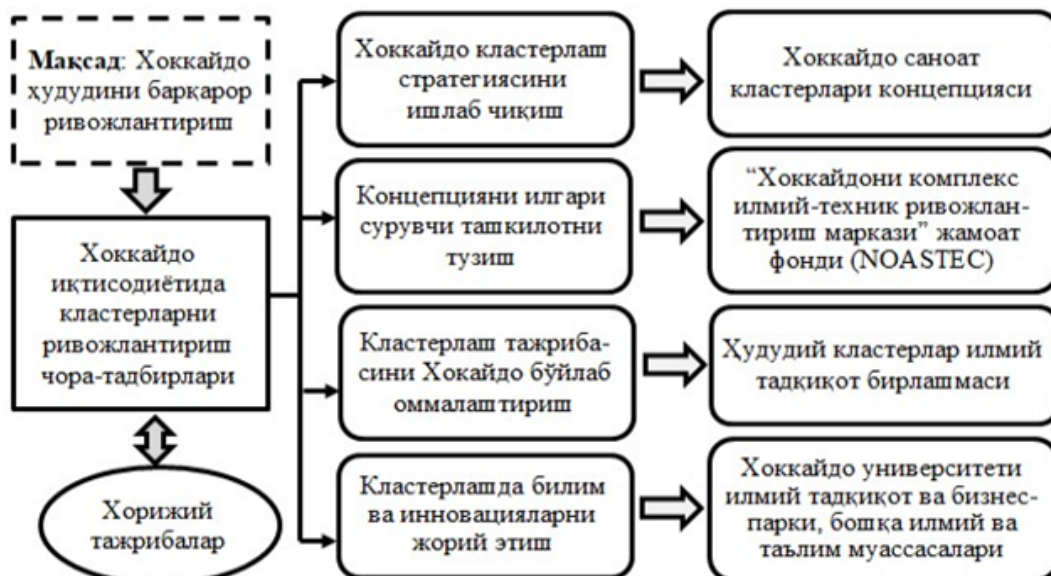 Мақсад: Хоккайдо
ҳудудини барқарор
ривожлантириш
Хоккайдо
иқтисодиётида
кластерларни
ривожлантириш
чора-тадбирлари
Хорижий
тажрибалар
Хоккайдо кластерлаш
стратегиясини
ишлаб чиқиш
Хоккайдо саноат
кластерлари концепцияси
Концепцияни илгари
сурувчи ташкилотни
тузиш
“Хоккайдони комплекс
илмий-техник ривожлан-
тириш маркази” жамоат
фонди (NOASTEC)
Кластерлаш тажриба-
сини Хокайдо бўйлаб
оммалаштириш
Ҳудудий кластерлар илмий
тадқиқот бирлашмаси
Кластерлашда билим
ва инновацияларни
жорий этиш
Хоккайдо университети
илмий тадқиқот ва бизнес-
парки, бошқа илмий ва
таълим муассасалари